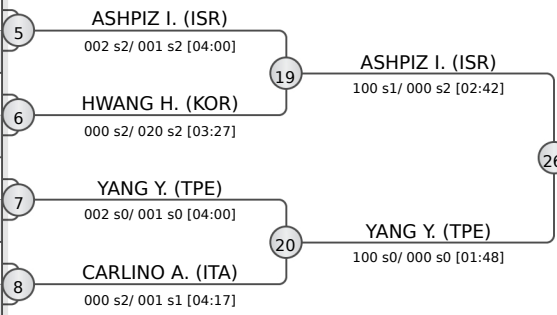 ASHPIZ I. (ISR)
5
002 s2/ 001 s2 [04:00]
ASHPIZ I. (ISR)
19
100 s1/ 000 s2 [02:42]
HWANG H. (KOR)
6
000 s2/ 020 s2 [03:27]
26
YANG Y. (TPE)
7
002 s0/ 001 s0 [04:00]
YANG Y. (TPE)
20
100 s0/ 000 s0 [01:48]
CARLINO A. (ITA)
8
000 s2/ 001 s1 [04:17]